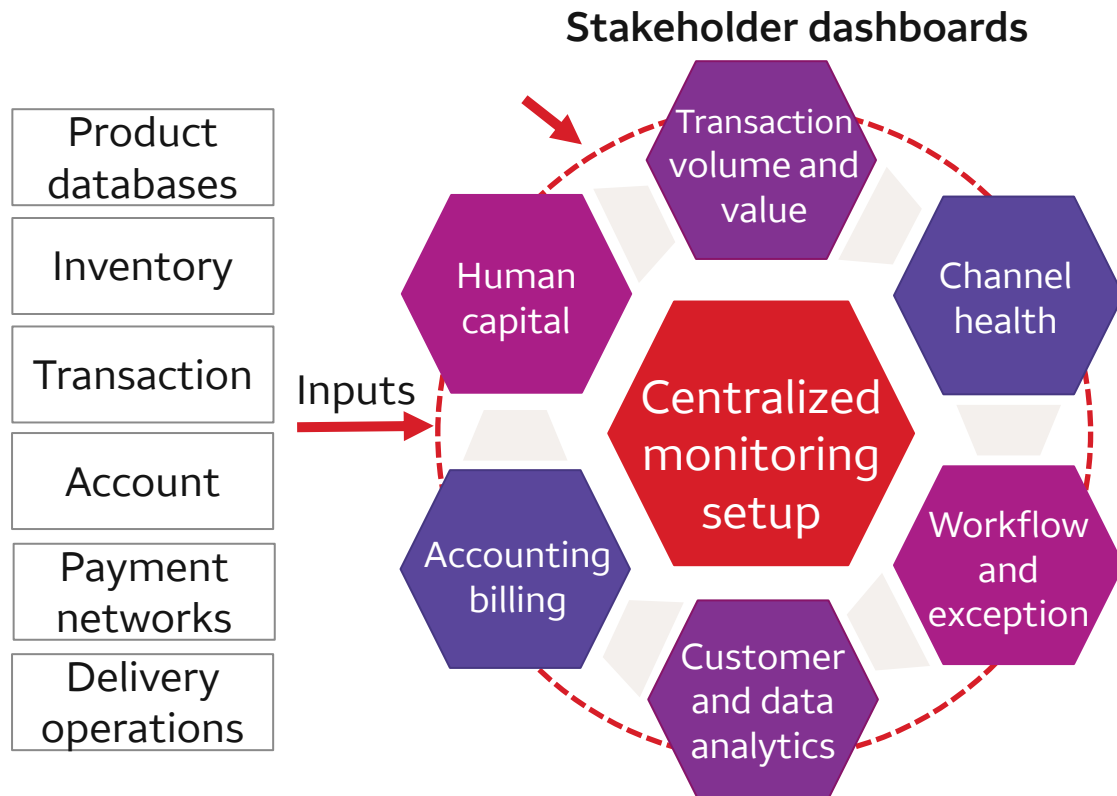 Stakeholder dashboards
Product
databases
Inventory
Transaction
Account
Payment
networks
Delivery
operations
Inputs
Transaction
volume and
value
Channel
health
Workflow
and
exception
Customer
and data
analytics
Accounting
billing
Human
capital
Centralized
monitoring
setup